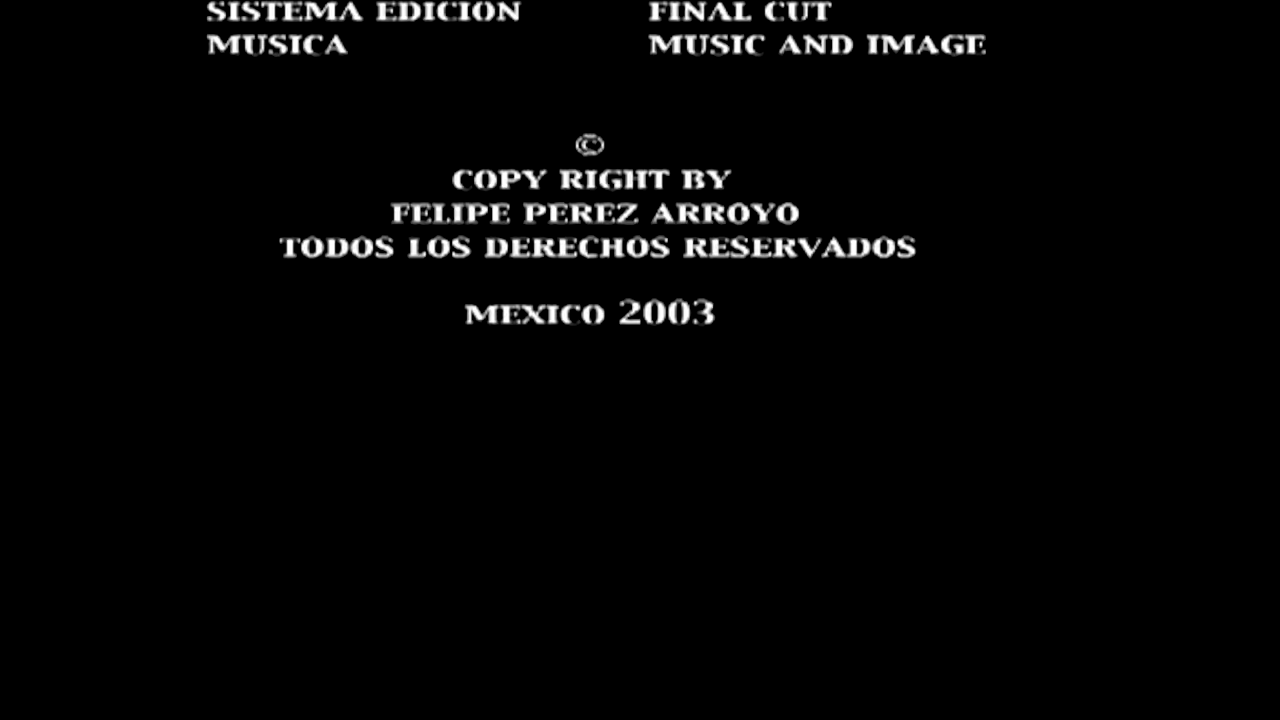 SISTEMA EDICION FINAL CUT
MUSICA MUSIC AND IMAGE
©
COPY RIGHT BY
FELIPE PEREZ ARROYO
TODOS LOS DERECHOS RESERVADOS
MEXICO 2003